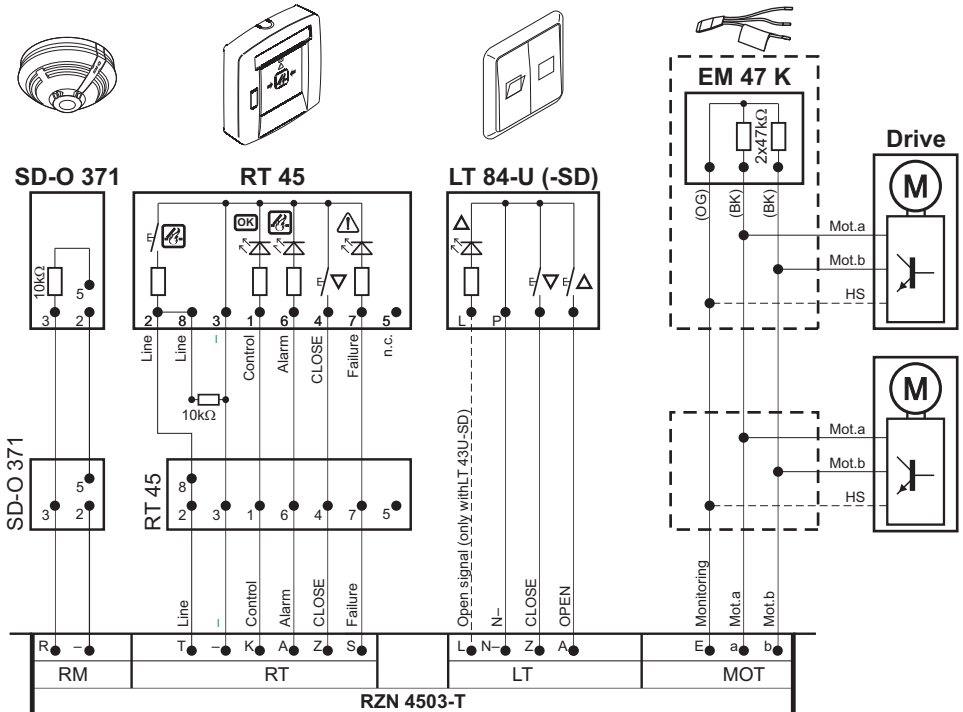 EM 47 K
2x47kΩ
(OG)
(BK)
(BK)
Drive
M
Mot.a
Mot.b
HS
SD-O 371
10kΩ
5
3
2
RT 45
OK
2
8
3
1
6
4
7
5
Line
Line
–
Control
Alarm
CLOSE
Failure
n.c.
10kΩ
LT 84-U (-SD)
L
P
M
Mot.a
Mot.b
HS
SD-O 371
5
3
2
RT 45
8
2
3
1
6
4
7
5
Line
–
Control
Alarm
CLOSE
Failure
Open signal (only withLT 43U-SD)
N–
CLOSE
OPEN
Monitoring
Mot.a
Mot.b
R –
T – K A Z S
L N– Z A
E a b
RM
RT
LT
MOT
RZN 4503-T